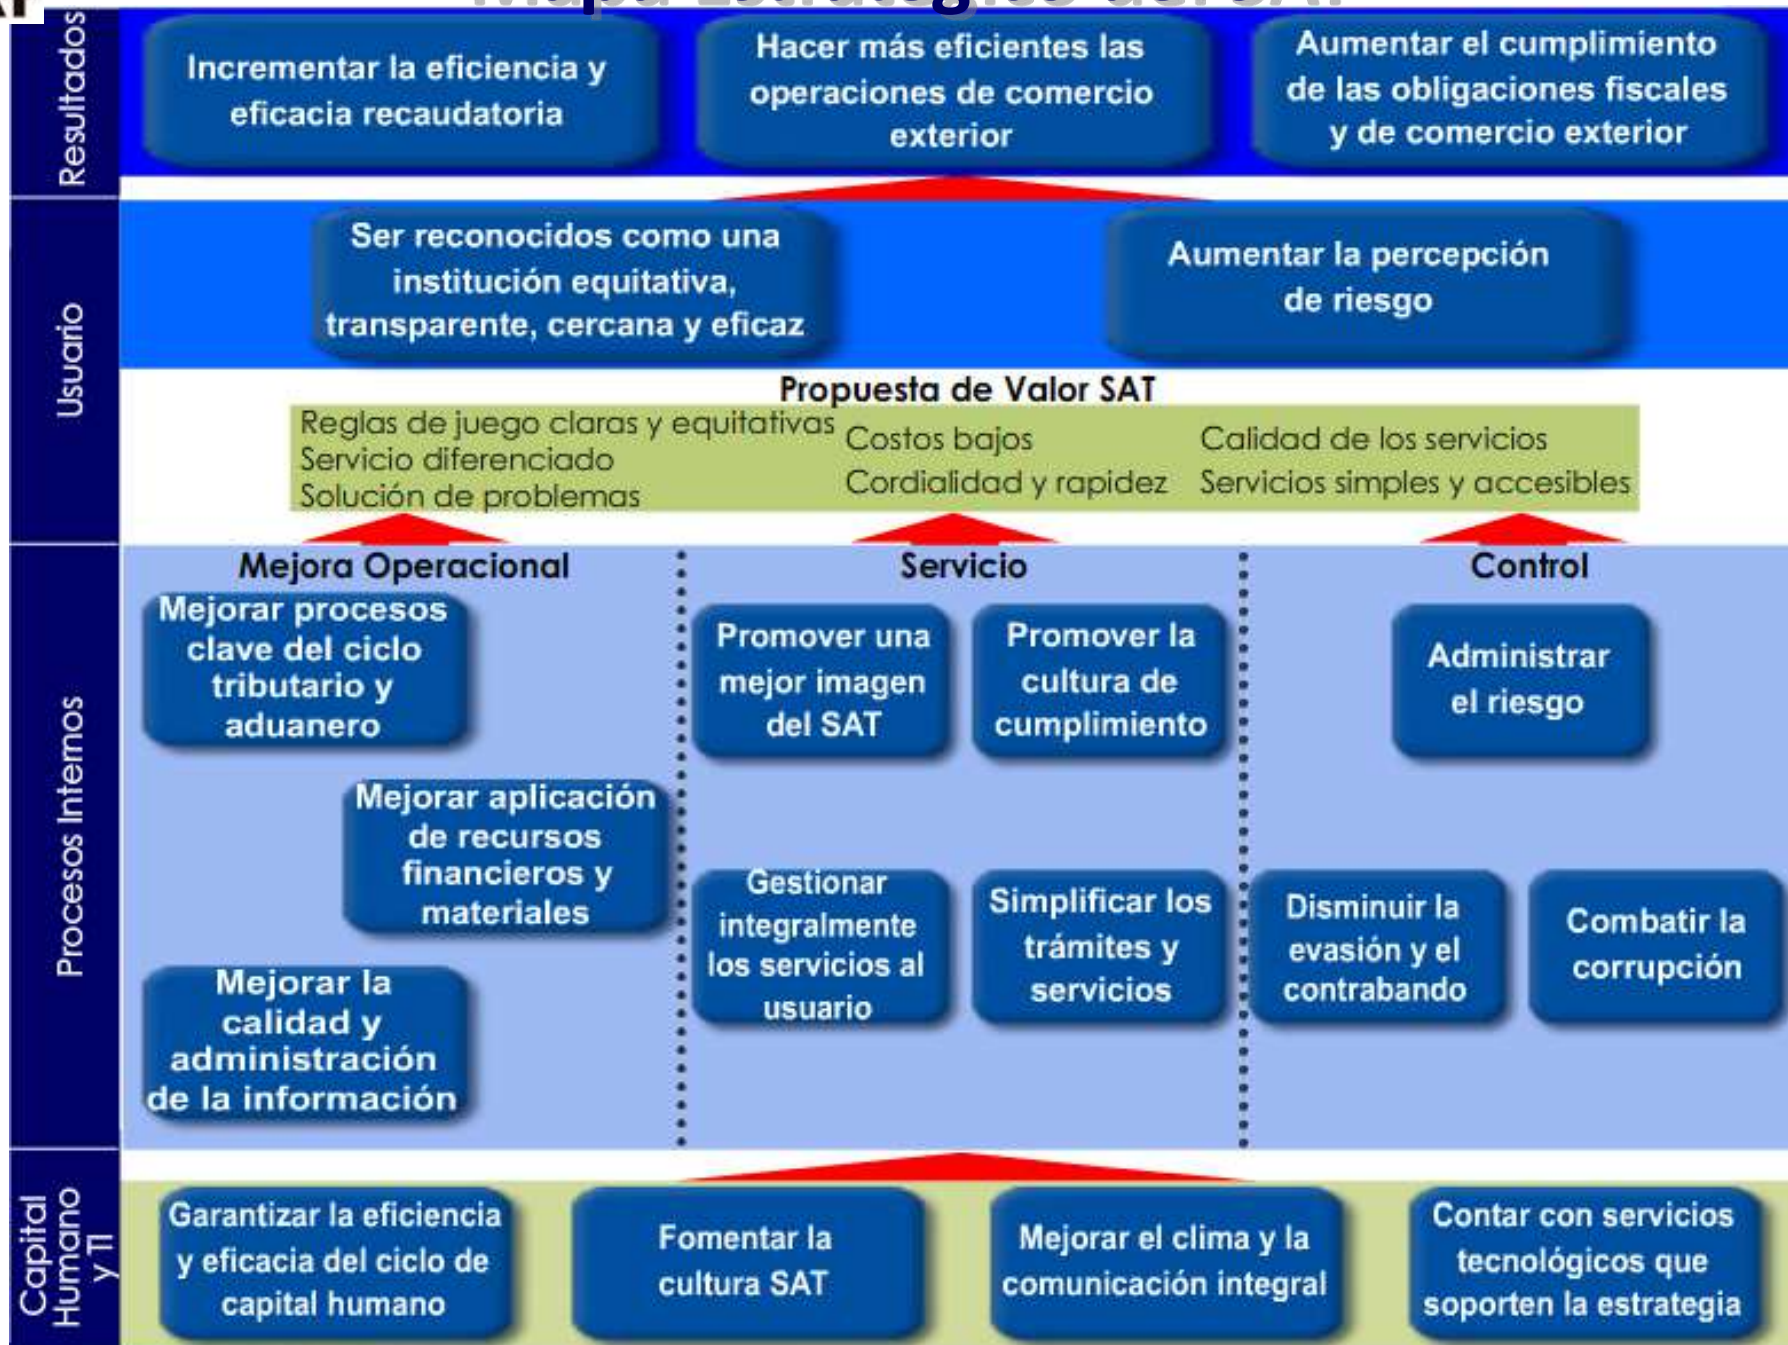 Mapa Estratégico del SAT
Resultados
Incrementar la eficiencia y
eficacia recaudatoria
Hacer más eficientes las
operaciones de comercio
exterior
Aumentar el cumplimiento
de las obligaciones fiscales
y de comercio exterior
Usuario
Ser reconocidos como una
institución equitativa,
transparente, cercana y eficaz
Aumentar la percepción
de riesgo
Propuesta de Valor SAT
Reglas de juego claras y equitativas
Servicio diferenciado
Solución de problemas
Costos bajos
Cordialidad y rapidez
Calidad de los servicios
Servicios simples y accesibles
Procesos Internos
Mejora Operacional
Mejorar procesos
clave del ciclo
tributario y
aduanero
Mejorar aplicación
de recursos
financieros y
materiales
Mejorar la
calidad y
administración
de la información
Servicio
Promover una
mejor imagen
del SAT
Promover la
cultura de
cumplimiento
Gestionar
integralmente
los servicios al
usuario
Simplificar los
trámites y
servicios
Control
Administrar
el riesgo
Disminuir la
evasión y el
contrabando
Combatir la
corrupción
Capital
Humano
y TI
Garantizar la eficiencia
y eficacia del ciclo de
capital humano
Fomentar la
cultura SAT
Mejorar el clima y la
comunicación integral
Contar con servicios
tecnológicos que
soporten la estrategia